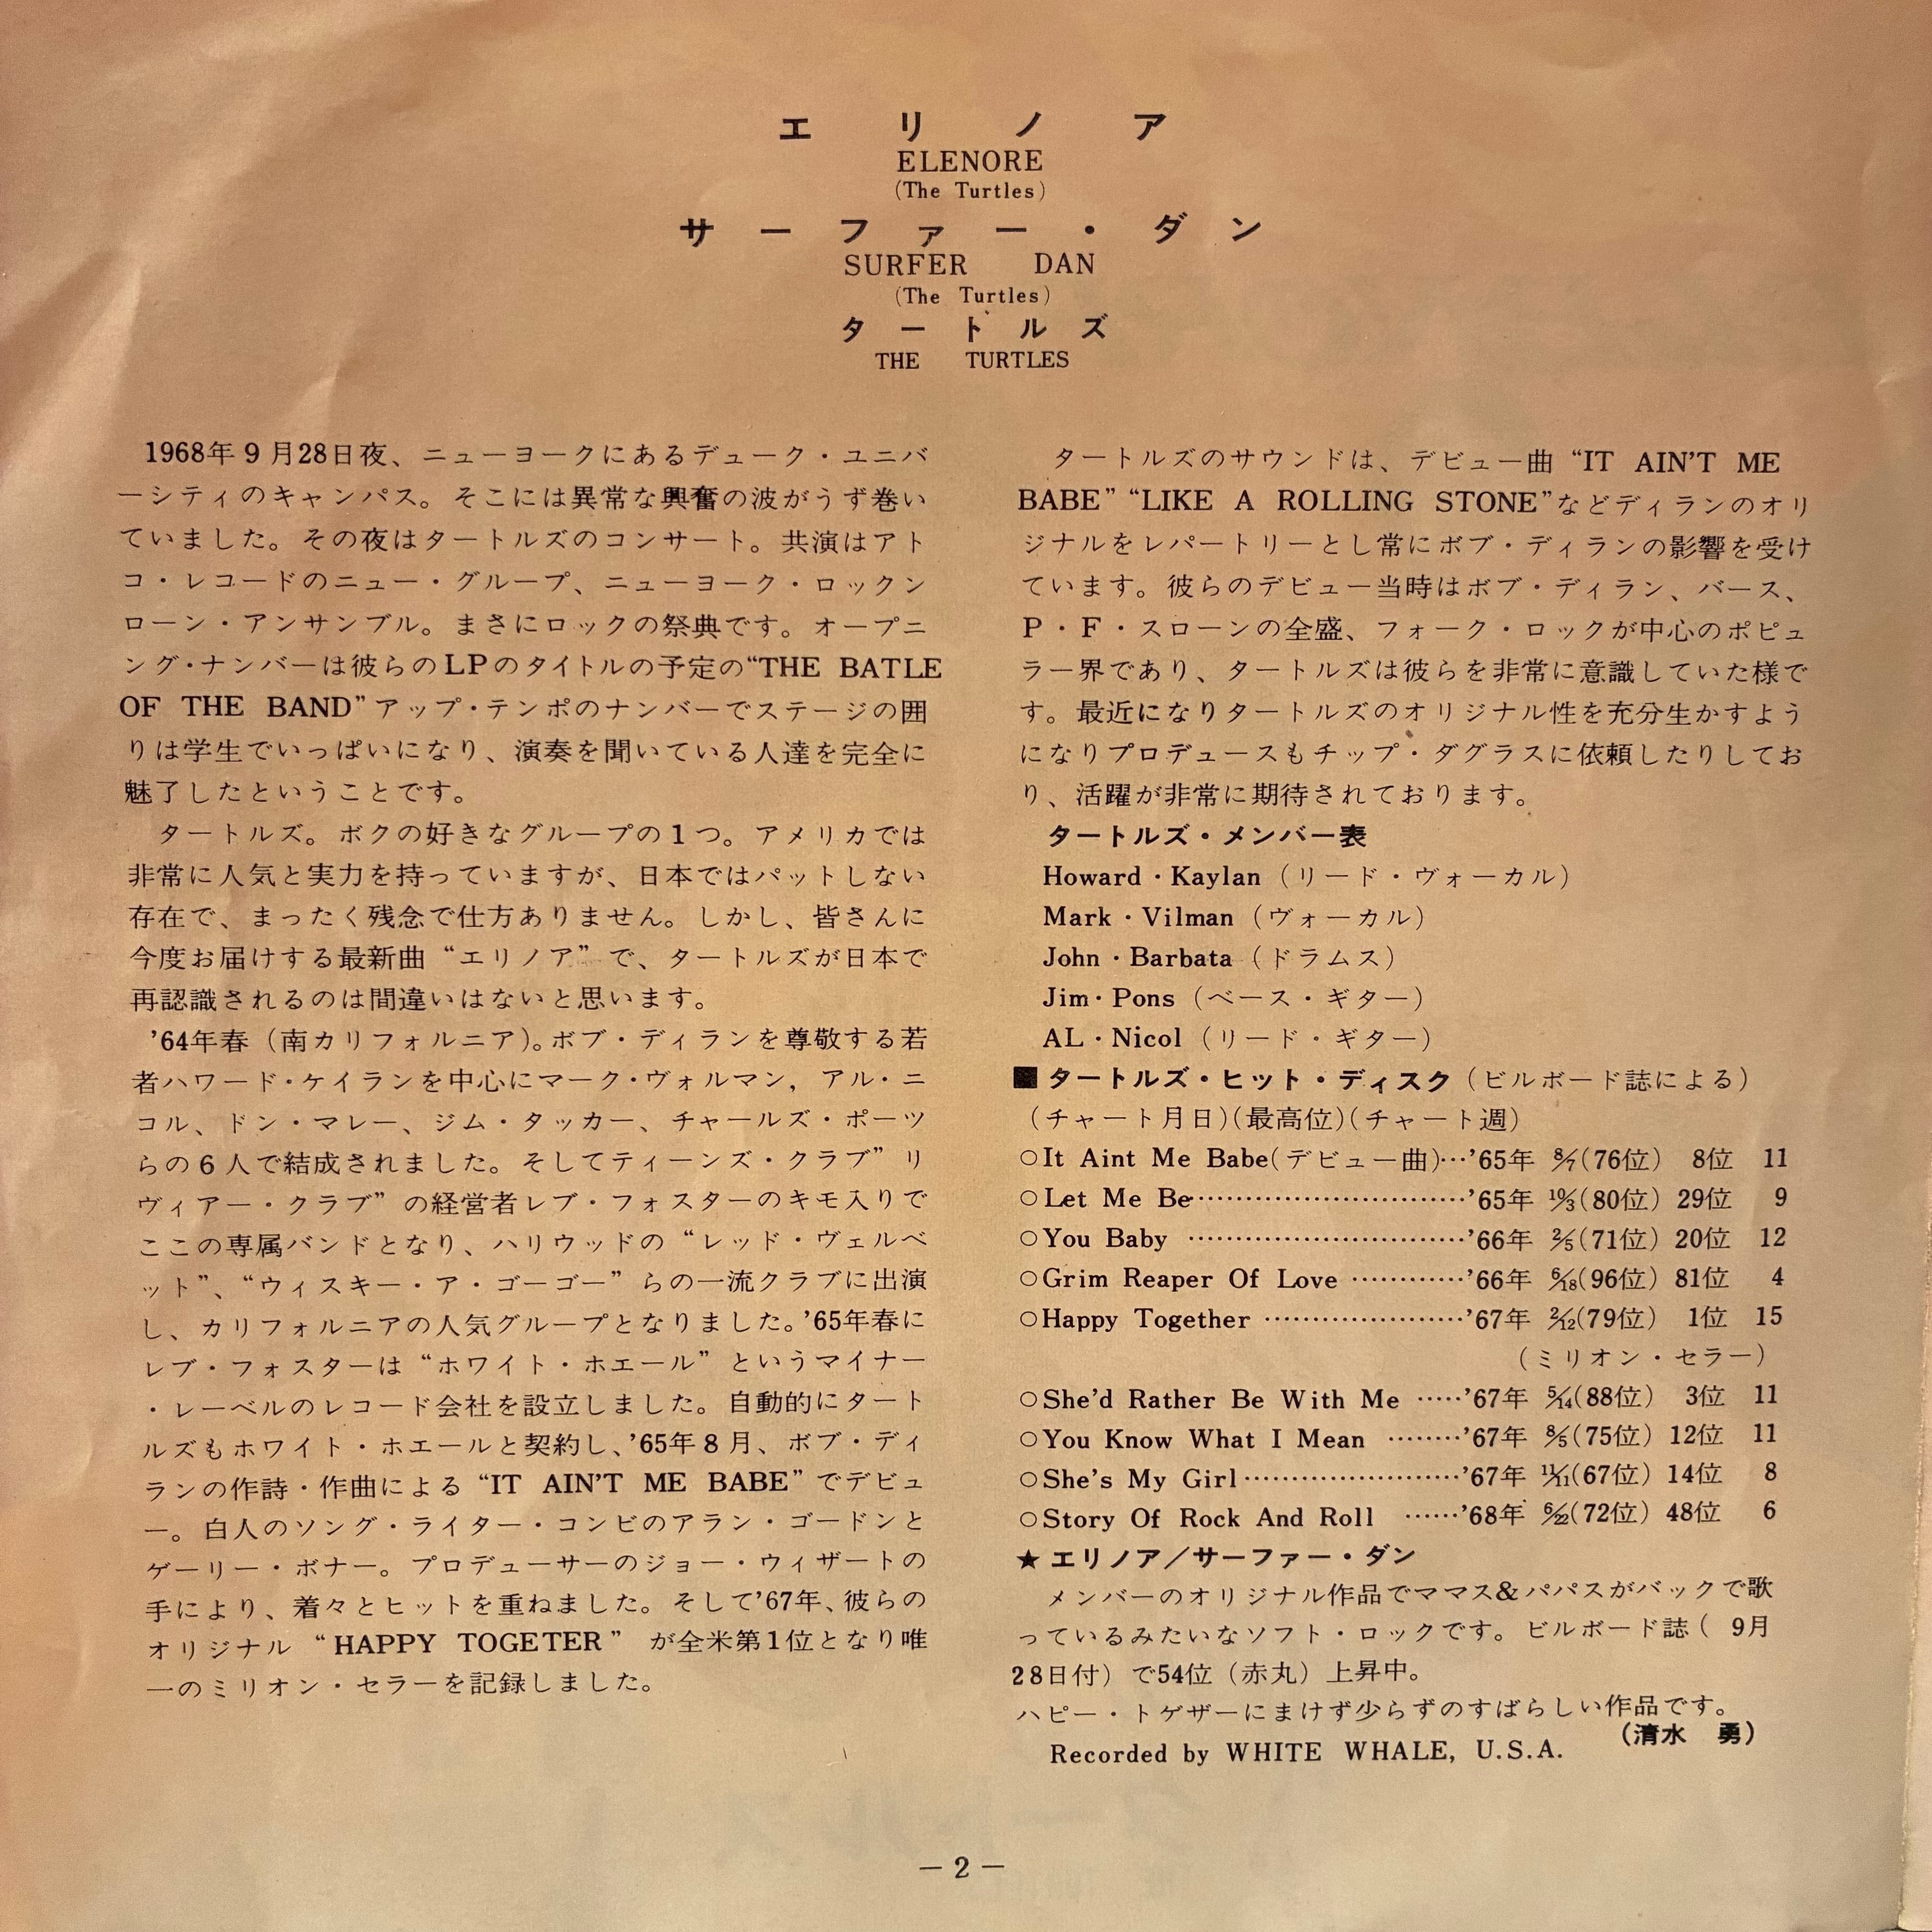 エリノア
ELENORE
(The Turtles)
サーファー・ダン
SURFER DAN
(The Turtles)
タートルズ
THE TURTLES
1968年9月28日夜、ニューヨークにあるデューク・ユニバ
ーシティのキャンパス。そこには異常な興奮の波がうず巻い
ていました。その夜はタートルズのコンサート。共演はアト
コ・レコードのニュー・グループ、ニューヨーク・ロックン
ローン・アンサンブル。まさにロックの祭典です。オープニ
ング・ナンバーは彼らのLPのタイトルの予定の“THE BATLE
OF THE BAND”アップ・テンポのナンバーでステージの囲
りは学生でいっぱいになり、演奏を聞いている人達を完全に
魅了したということです。
タートルズ。ボクの好きなグループの1つ。アメリカでは
非常に人気と実力を持っていますが、日本ではパットしない
存在で、まったく残念で仕方ありません。しかし、皆さんに
今度お届けする最新曲“エリノア”で、タートルズが日本で
再認識されるのは間違いはないと思います。
’64年春（南カリフォルニア）。ボブ・ディランを尊敬する若
者ハワード・ケイランを中心にマーク・ヴォルマン，アル・ニ
コル、ドン・マレー、ジム・タッカー、チャールズ・ポーツ
らの6人で結成されました。そしてティーンズ・クラブ”リ
ヴィアー・クラブ”の経営者レブ・フォスターのキモ入りで
ここの専属バンドとなり、ハリウッドの“レッド・ヴェルベ
ット”、“ウィスキー・ア・ゴーゴー”らの一流クラブに出演
し、カリフォルニアの人気グループとなりました。’65年春に
レブ・フォスターは“ホワイト・ホエール”というマイナー
・レーベルのレコード会社を設立しました。自動的にタート
ルズもホワイト・ホエールと契約し、’65年8月、ボブ・ディ
ランの作詩・作曲による“IT AIN'T ME BABE”でデビュ
ー。白人のソング・ライター・コンビのアラン・ゴードンと
ゲーリー・ボナー。プロデューサーのジョー・ウィザートの
手により、着々とヒットを重ねました。そして’67年、彼らの
オリジナル“HAPPY TOGETER”が全米第1位となり唯
一のミリオン・セラーを記録しました。
タートルズのサウンドは、デビュー曲“IT AIN'T ME
BABE”“LIKE A ROLLING STONE”などディランのオリ
ジナルをレパートリーとし常にボブ・ディランの影響を受け
ています。彼らのデビュー当時はボブ・ディラン、バース、
P・F・スローンの全盛、フォーク・ロックが中心のポピュ
ラー界であり、タートルズは彼らを非常に意識していた様で
す。最近になりタートルズのオリジナル性を充分生かすよう
になりプロデュースもチップ・ダグラスに依頼したりしてお
り、活躍が非常に期待されております。
タートルズ・メンバー表
Howard・Kaylan（リード・ヴォーカル）
Mark・Vilman（ヴォーカル）
John・Barbata（ドラムス）
Jim・Pons（ベース・ギター）
AL・Nicol（リード・ギター）
■タートルズ・ヒット・ディスク（ビルボード誌による）
（チャート月日）（最高位）（チャート週）
○It Aint Me Babe(デビュー曲)…’65年 8/7(76位) 8位 11
○Let Me Be…………………………’65年 10/3(80位) 29位 9
○You Baby …………………………’66年 2/5(71位) 20位 12
○Grim Reaper Of Love …………’66年 6/18(96位) 81位 4
○Happy Together …………………’67年 2/12(79位) 1位 15
（ミリオン・セラー）
○She'd Rather Be With Me ……’67年 5/14(88位) 3位 11
○You Know What I Mean ………’67年 8/5(75位) 12位 11
○She's My Girl……………………’67年 11/11(67位) 14位 8
○Story Of Rock And Roll ……’68年 6/22(72位) 48位 6
★エリノア／サーファー・ダン
メンバーのオリジナル作品でママス&パパスがバックで歌
っているみたいなソフト・ロックです。ビルボード誌（9月
28日付）で54位（赤丸）上昇中。
ハピー・トゲザーにまけず少らずのすばらしい作品です。
（清水 勇）
Recorded by WHITE WHALE, U.S.A.
－2－